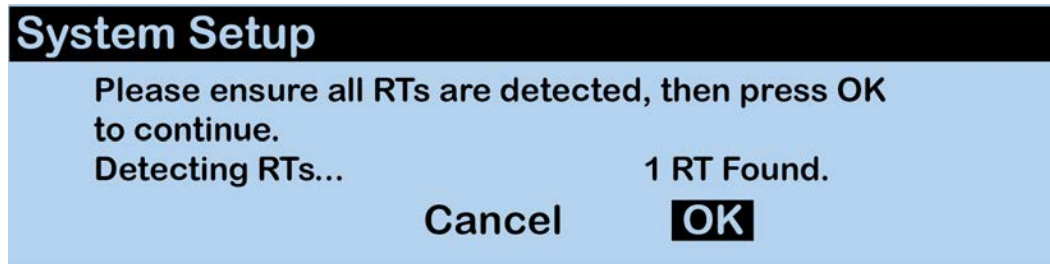 System Setup
Please ensure all RTs are detected, then press OK
to continue.
Detecting RTs... 1 RT Found.
Cancel OK